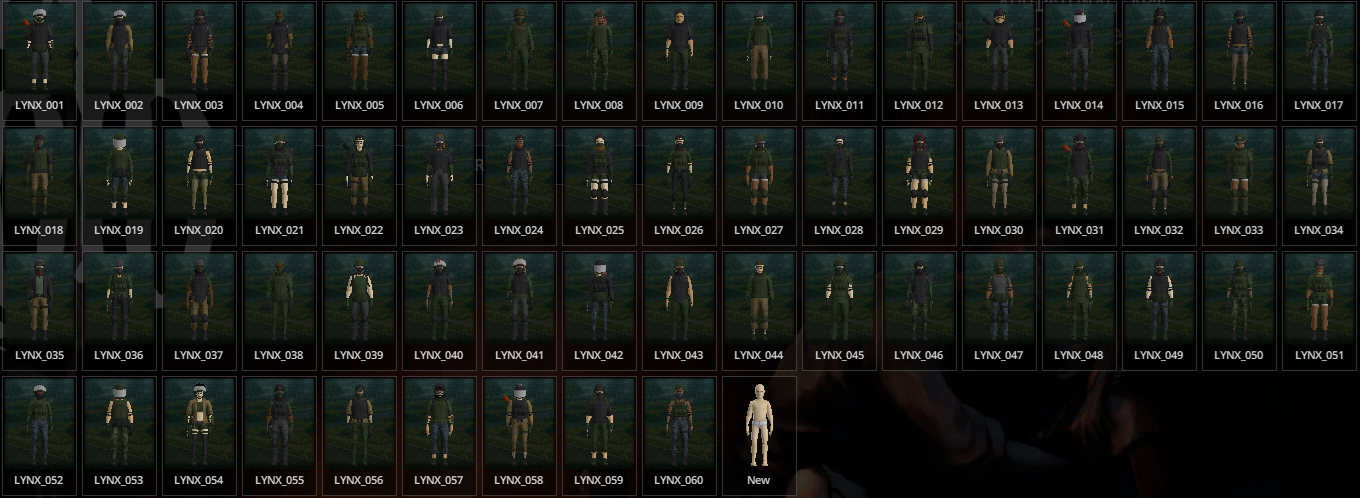 LYNX_001 LYNX_002 LYNX_003 LYNX_004 LYNX_005 LYNX_006 LYNX_007 LYNX_008 LYNX_009 LYNX_010 LYNX_011 LYNX_012 LYNX_013 LYNX_014 LYNX_015 LYNX_016 LYNX_017
LYNX_018 LYNX_019 LYNX_020 LYNX_021 LYNX_022 LYNX_023 LYNX_024 LYNX_025 LYNX_026 LYNX_027 LYNX_028 LYNX_029 LYNX_030 LYNX_031 LYNX_032 LYNX_033 LYNX_034
LYNX_035 LYNX_036 LYNX_037 LYNX_038 LYNX_039 LYNX_040 LYNX_041 LYNX_042 LYNX_043 LYNX_044 LYNX_045 LYNX_046 LYNX_047 LYNX_048 LYNX_049 LYNX_050 LYNX_051
LYNX_052 LYNX_053 LYNX_054 LYNX_055 LYNX_056 LYNX_057 LYNX_058 LYNX_059 LYNX_060 New